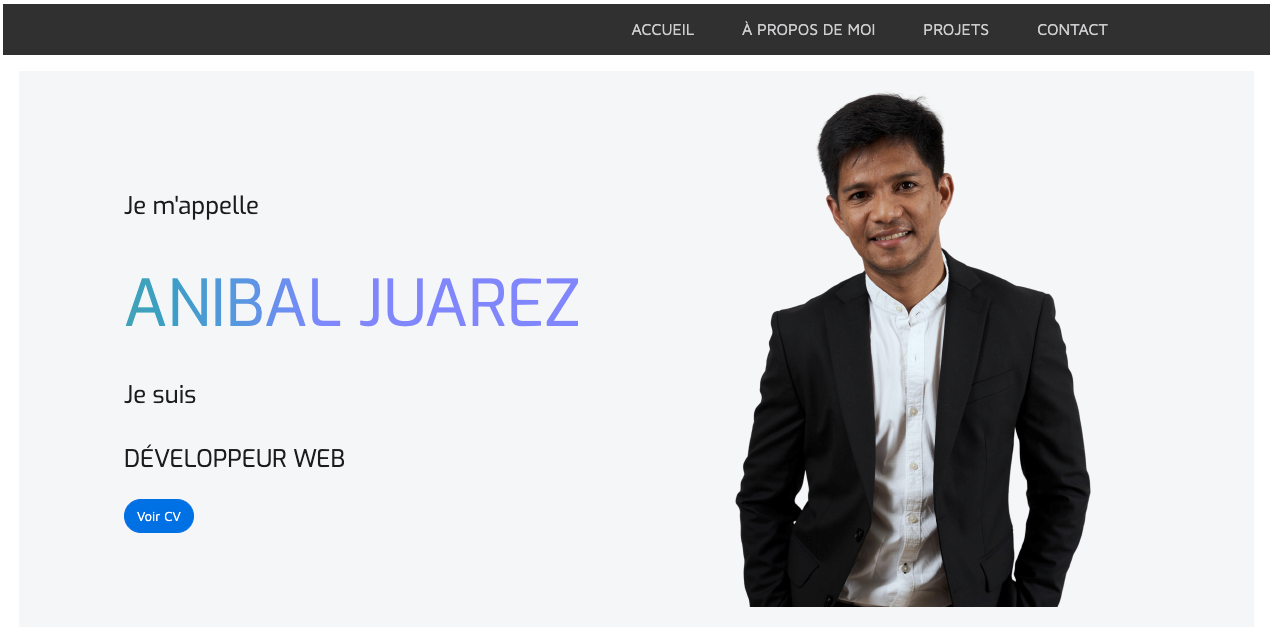 ACCUEIL À PROPOS DE MOI PROJETS CONTACT
Je m'appelle
ANIBAL JUAREZ
Je suis
DÉVELOPPEUR WEB
Voir CV